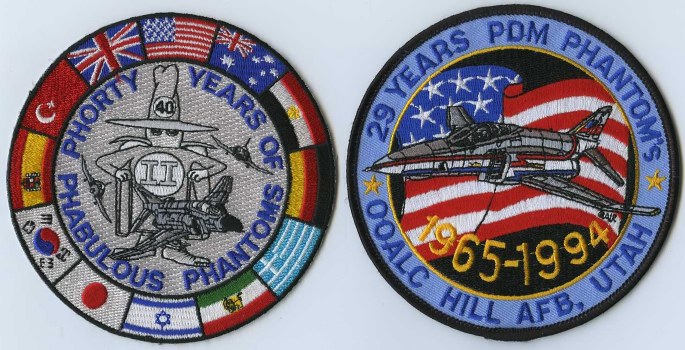 PHORTY YEARS OF
PHABULOUS PHANTOMS
40
II
29 YEARS PDM PHANTOM'S
1965-1994
OOALC HILL AFB, UTAH